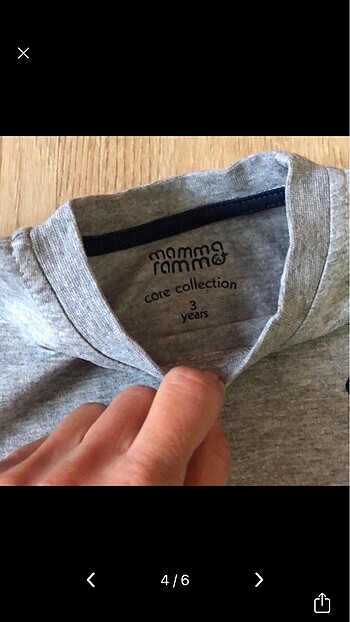 mamma
ramma
core collection
3
years
4/6